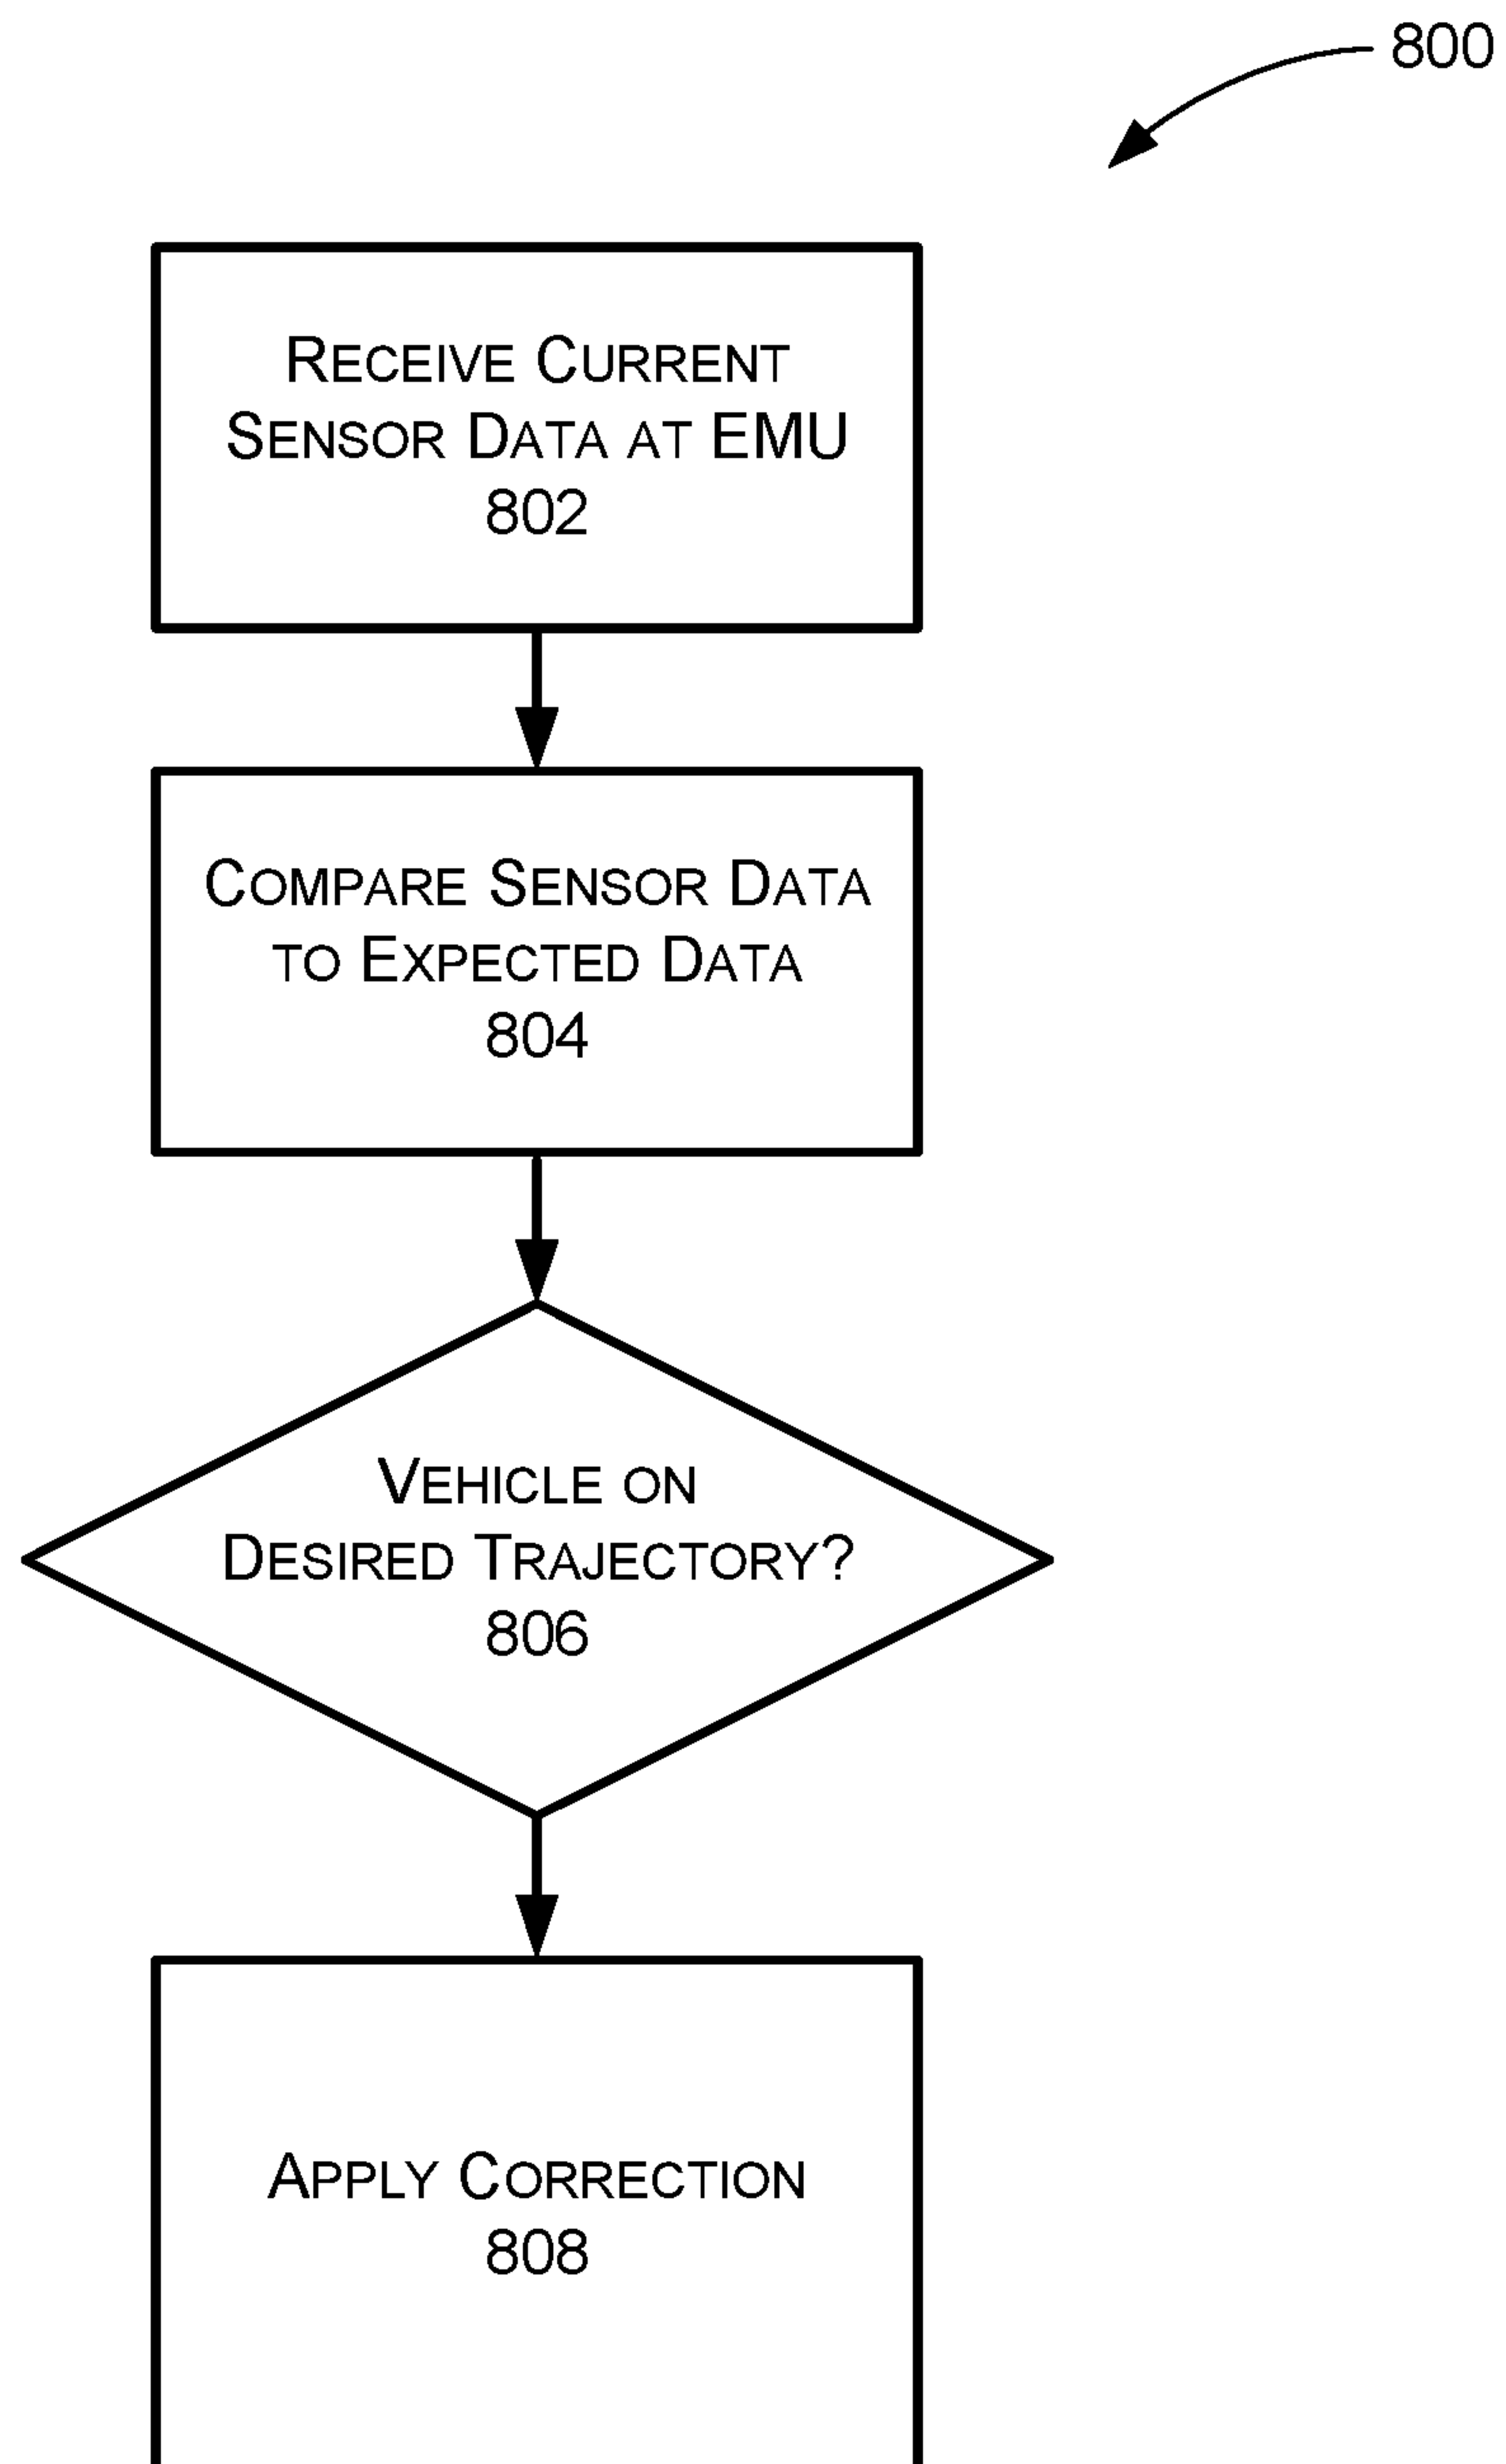 800
Receive Current
Sensor Data at EMU
802
Compare Sensor Data
to Expected Data
804
Vehicle on
Desired Trajectory?
806
Apply Correction
808